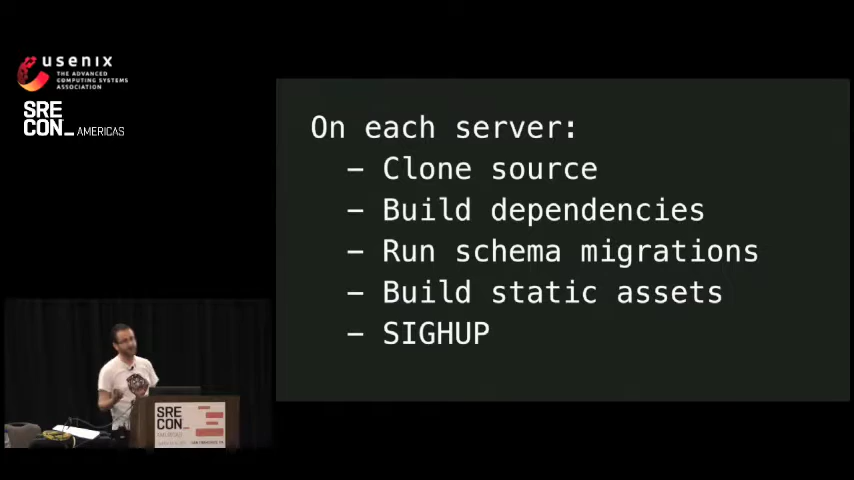 usenix
THE ADVANCED
COMPUTING SYSTEMS
ASSOCIATION
SRE
CON_ AMERICAS
On each server:
– Clone source
– Build dependencies
– Run schema migrations
– Build static assets
– SIGHUP
SRE
CON_